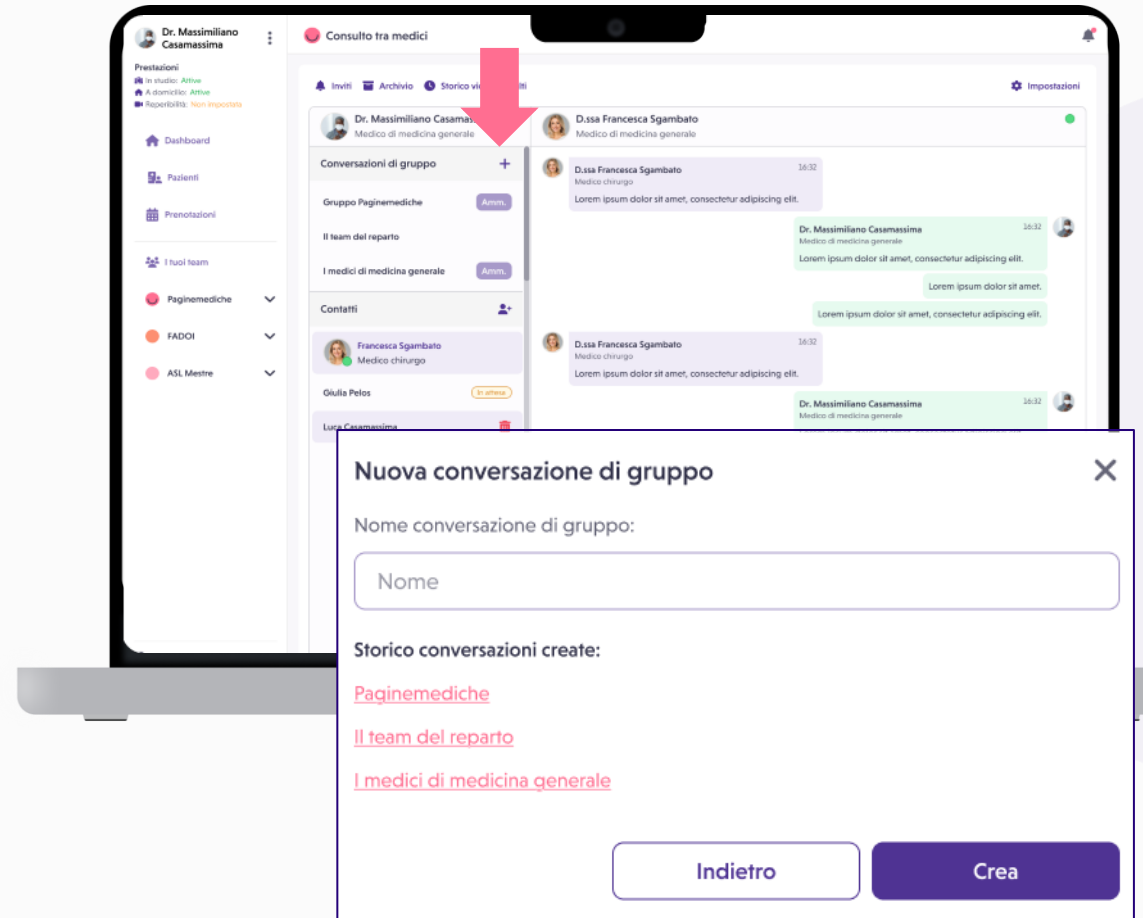 Dr. Massimiliano
Casamassima
Prestazioni
In studio: Attive
A domicilio: Attive
Reperibilità: Non impostata
Dashboard
Pazienti
Prenotazioni
I tuoi team
Paginemediche
FADOI
ASL Mestre
Consulto tra medici
Inviti Archivio Storico
Impostazioni
Dr. Massimiliano
Medico di medicina generale
Conversazioni di gruppo
Gruppo Paginemediche Amm.
Il team del reparto
I medici di medicina generale Amm.
Contatti
Francesca Sgambato
Medico chirurgo
Giulia Pelos In attesa
Luca Casamassima
D.ssa Francesca Sgambato
Medico di medicina generale
D.ssa Francesca Sgambato 16:32
Medico chirurgo
Lorem ipsum dolor sit amet, consectetur adipiscing elit.
Dr. Massimiliano Casamassima 16:32
Medico di medicina generale
Lorem ipsum dolor sit amet, consectetur adipiscing elit.
Lorem ipsum dolor sit amet.
Lorem ipsum dolor sit amet, consectetur adipiscing elit.
D.ssa Francesca Sgambato 16:32
Medico chirurgo
Lorem ipsum dolor sit amet, consectetur adipiscing elit.
Dr. Massimiliano Casamassima 16:32
Medico di medicina generale
Nuova conversazione di gruppo
Nome conversazione di gruppo:
Nome
Storico conversazioni create:
Paginemediche
Il team del reparto
I medici di medicina generale
Indietro
Crea